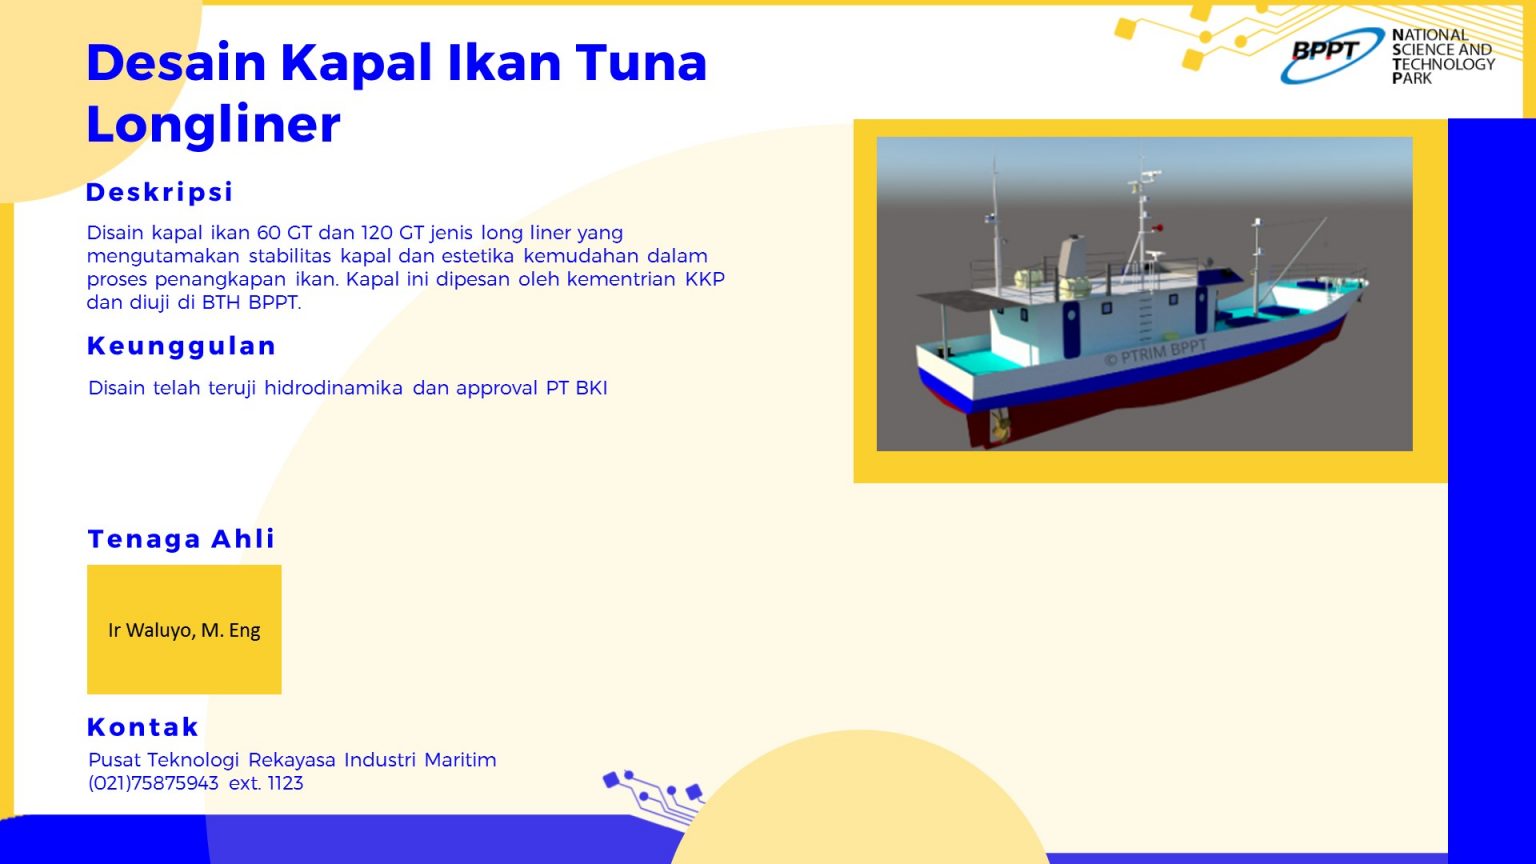 Desain Kapal Ikan Tuna
Longliner
BPPT
NATIONAL
SCIENCE AND
TECHNOLOGY
PARK
Deskripsi
Disain kapal ikan 60 GT dan 120 GT jenis long liner yang
mengutamakan stabilitas kapal dan estetika kemudahan dalam
proses penangkapan ikan. Kapal ini dipesan oleh kementrian KKP
dan diuji di BTH BPPT.
Keunggulan
Disain telah teruji hidrodinamika dan approval PT BKI
© PTRIM BPPT
Tenaga Ahli
Ir Waluyo, M. Eng
Kontak
Pusat Teknologi Rekayasa Industri Maritim
(021)75875943 ext. 1123